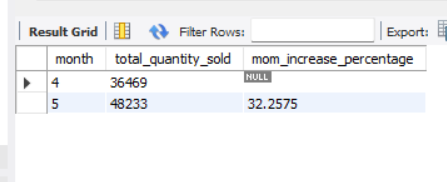 Result Grid Filter Rows: Export:
month total_quantity_sold mom_increase_percentage
4 36469 NULL
5 48233 32.2575